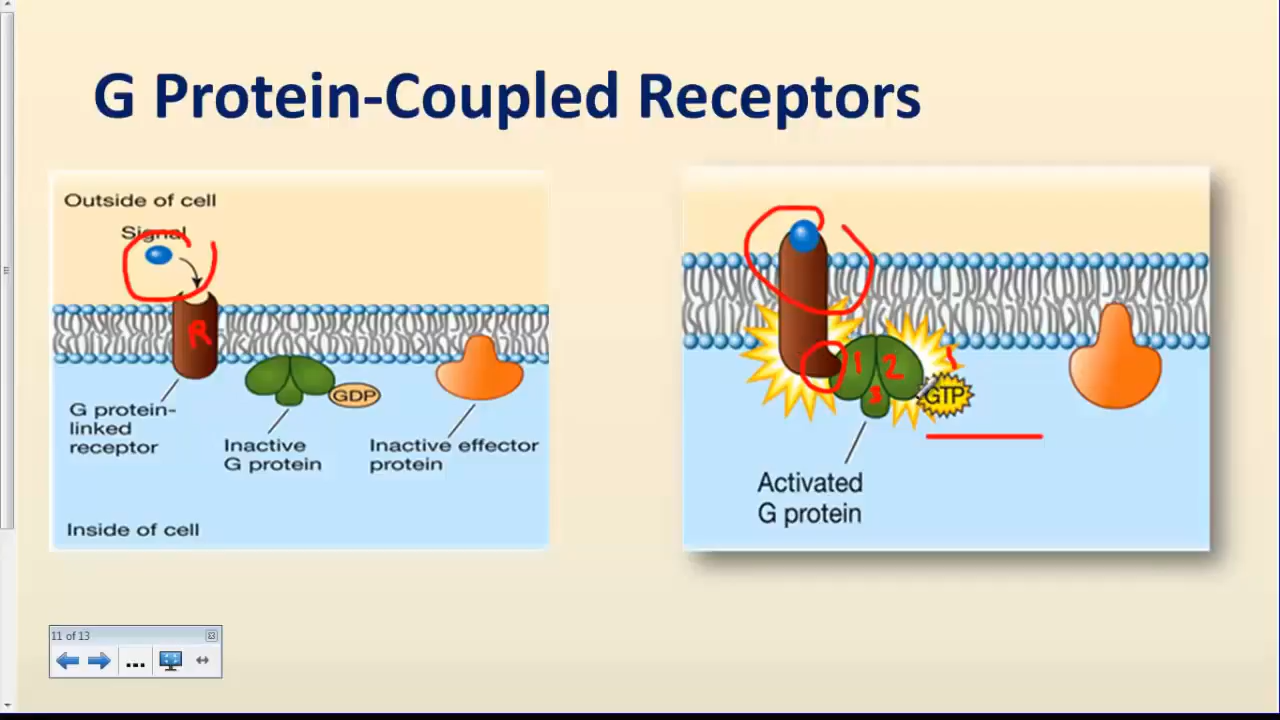 G Protein-Coupled Receptors
Outside of cell
Signal
R
GDP
G protein-
linked
receptor
Inactive
G protein
Inactive effector
protein
Inside of cell
1 2
3
GTP
Activated
G protein
11 of 13
...